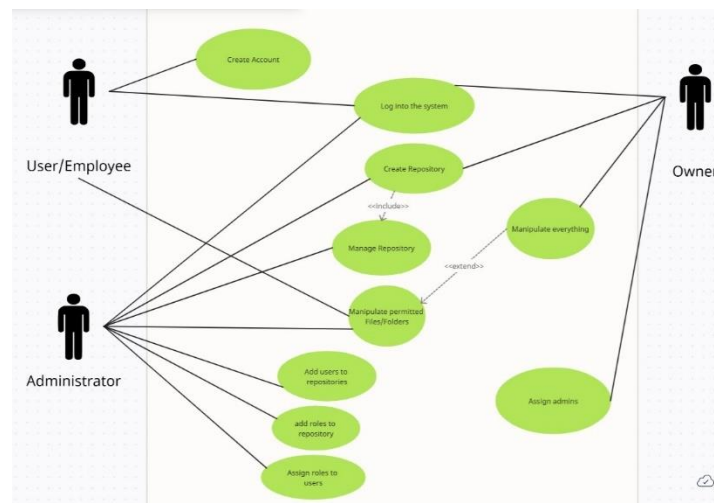 Create Account
Log into the system
User/Employee
Create Repository
Owner
<<Include>>
Manipulate everything
Manage Repository
<<extend>>
Manipulate permitted
Files/Folders
Administrator
Add users to
repositories
Assign admins
add roles to
repository
Assign roles to
users